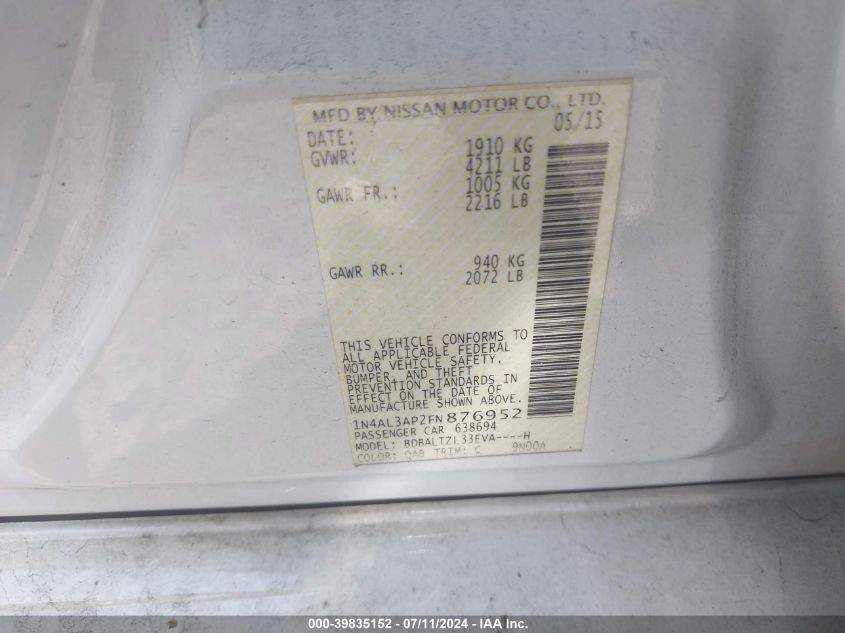 MFD BY NISSAN MOTOR CO., LTD.
DATE: 05/15
GVWR: 1910 KG
4211 LB
GAWR FR.: 1005 KG
2216 LB
GAWR RR.: 940 KG
2072 LB
THIS VEHICLE CONFORMS TO
ALL APPLICABLE FEDERAL
MOTOR VEHICLE SAFETY,
BUMPER, AND THEFT
PREVENTION STANDARDS IN
EFFECT ON THE DATE OF
MANUFACTURE SHOWN ABOVE.
1N4AL3AP2FN876952
PASSENGER CAR 638694
MODEL: BDBALTZL33EVA----H
COLOR: QAB TRIM: C 9N00A
000-39835152 - 07/11/2024 - IAA Inc.